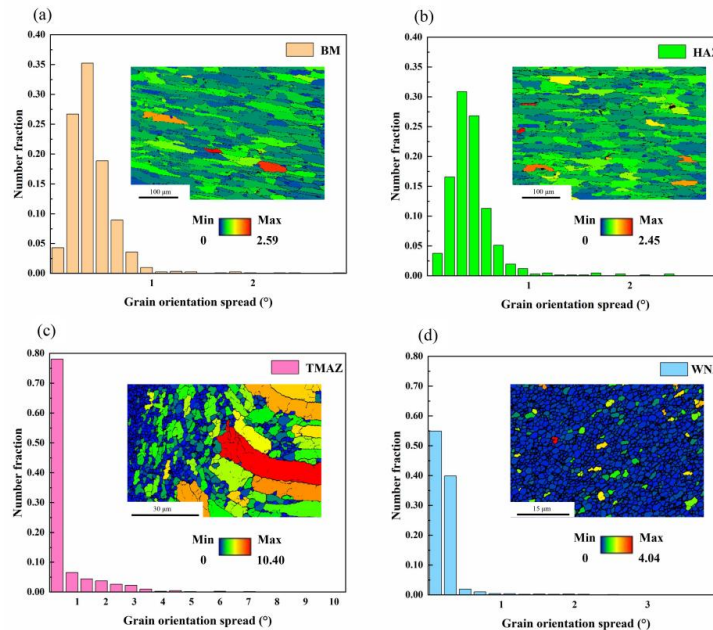 (a)
BM
0.40
0.35
0.30
0.25
0.20
0.15
0.10
0.05
0.00
Number fraction
100 μm
Min Max
0 2.59
1 2
Grain orientation spread (°)
(b)
HAZ
0.40
0.35
0.30
0.25
0.20
0.15
0.10
0.05
0.00
Number fraction
100 μm
Min Max
0 2.45
1 2
Grain orientation spread (°)
(c)
TMAZ
0.80
0.70
0.60
0.50
0.40
0.30
0.20
0.10
0.00
Number fraction
50 μm
Min Max
0 10.40
1 2 3 4 5 6 7 8 9 10
Grain orientation spread (°)
(d)
WN
0.80
0.70
0.60
0.50
0.40
0.30
0.20
0.10
0.00
Number fraction
15 μm
Min Max
0 4.04
1 2 3
Grain orientation spread (°)